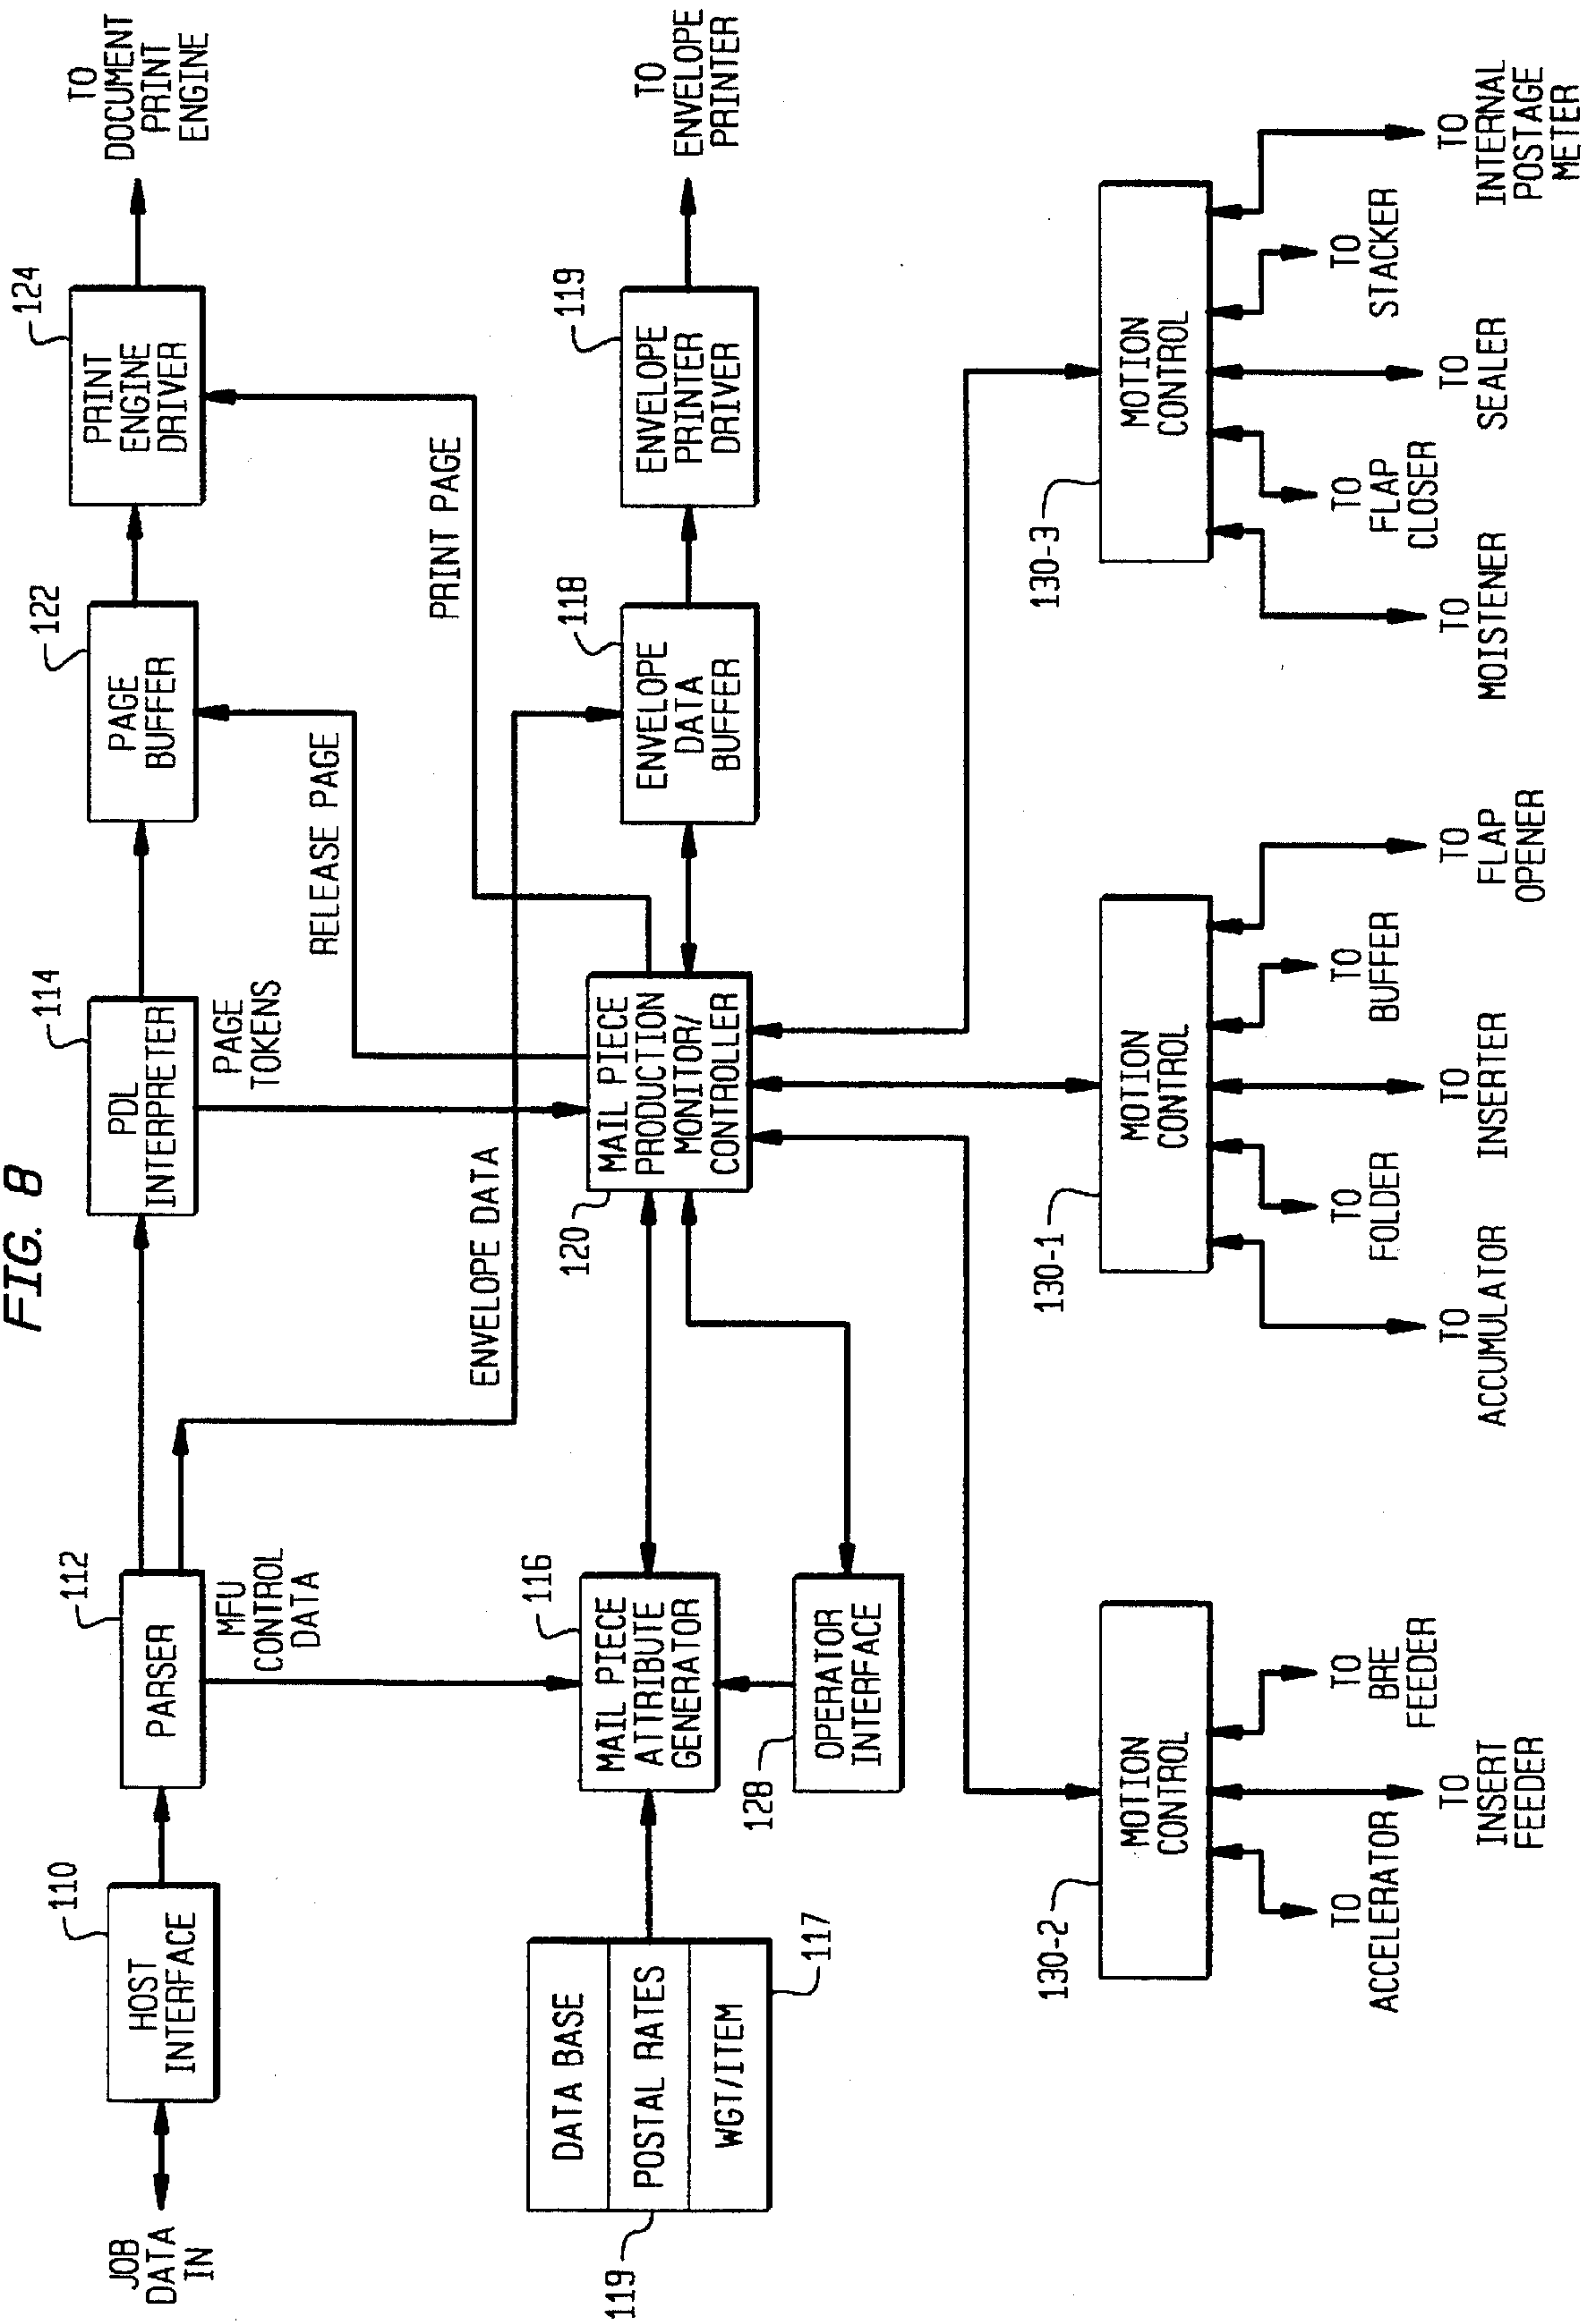 FIG. 8
JOB
DATA
IN
110
HOST
INTERFACE
112
PARSER
MFU
CONTROL
DATA
114
PDL
INTERPRETER
PAGE
TOKENS
122
PAGE
BUFFER
RELEASE PAGE
124
PRINT
ENGINE
DRIVER
PRINT PAGE
TO
DOCUMENT
PRINT
ENGINE
ENVELOPE DATA
119
DATA BASE
POSTAL RATES
WGT/ITEM
117
116
MAIL PIECE
ATTRIBUTE
GENERATOR
128
OPERATOR
INTERFACE
120
MAIL PIECE
PRODUCTION
MONITOR/
CONTROLLER
118
ENVELOPE
DATA
BUFFER
119
ENVELOPE
PRINTER
DRIVER
TO
ENVELOPE
PRINTER
130-2
MOTION
CONTROL
TO
ACCELERATOR
TO
INSERT
FEEDER
TO
BRE
FEEDER
130-1
MOTION
CONTROL
TO
ACCUMULATOR
TO
FOLDER
TO
INSERTER
TO
BUFFER
TO
FLAP
OPENER
130-3
MOTION
CONTROL
TO
MOISTENER
TO
FLAP
CLOSER
TO
SEALER
TO
STACKER
TO
INTERNAL
POSTAGE
METER